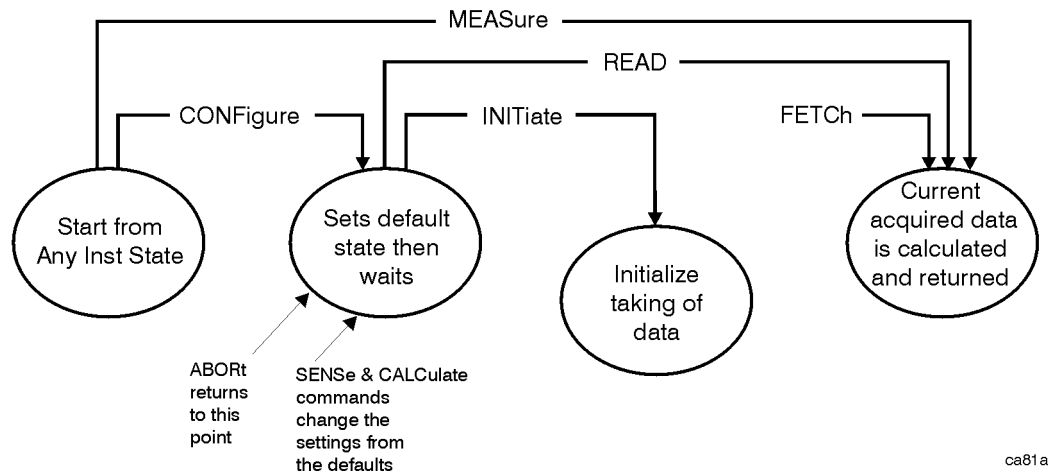 MEASure
READ
CONFigure
INITiate
FETCh
Start from
Any Inst State
Sets default
state then
waits
Initialize
taking of
data
Current
acquired data
is calculated
and returned
ABORt
returns
to this
point
SENSe & CALCulate
commands
change the
settings from
the defaults
ca81a